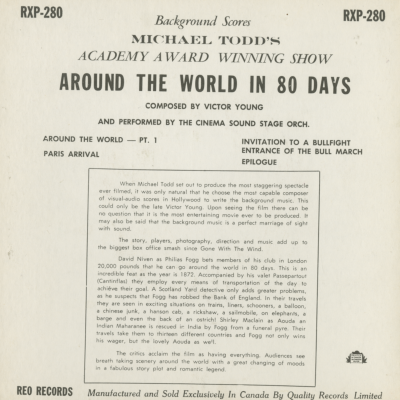 RXP-280
RXP-280
Background Scores
MICHAEL TODD'S
ACADEMY AWARD WINNING SHOW
AROUND THE WORLD IN 80 DAYS
COMPOSED BY VICTOR YOUNG
AND PERFORMED BY THE CINEMA SOUND STAGE ORCH.
AROUND THE WORLD — PT. 1
PARIS ARRIVAL
INVITATION TO A BULLFIGHT
ENTRANCE OF THE BULL MARCH
EPILOGUE
When Michael Todd set out to produce the most staggering spectacle
ever filmed, it was only natural that he choose the most capable composer
of visual-audio scores in Hollywood to write the background music. This
could only be the late Victor Young. Upon seeing the film there can be
no question that it is the most entertaining movie ever to be produced. It
may also be said that the background music is a perfect marriage of sight
with sound.
The story, players, photography, direction and music add up to
the biggest box office smash since Gone With The Wind.
David Niven as Philias Fogg bets members of his club in London
20,000 pounds that he can go around the world in 80 days. This is an
incredible feat as the year is 1872. Accompanied by his valet Passepartout
(Cantinflas) they employ every means of transportation of the day to
achieve their goal. A Scotland Yard detective only adds greater problems,
as he suspects that Fogg has robbed the Bank of England. In their travels
they are seen in exciting situations on trains, liners, schooners, a balloon,
a chinese junk, a hansom cab, a rickshaw, a sailmobile, on elephants, a
barge and even the back of an ostrich! Shirley Maclain as Aouda an
Indian Maharanee is rescued in India by Fogg from a funeral pyre. Their
travels take them to thirteen different countries and Fogg not only wins
his wager, but the lovely Aouda as well.
The critics acclaim the film as having everything. Audiences see
breath taking scenery around the world with a great changing of moods
in a fabulous story plot and romantic legend.
REO RECORDS
Manufactured and Sold Exclusively In Canada By Quality Records Limited